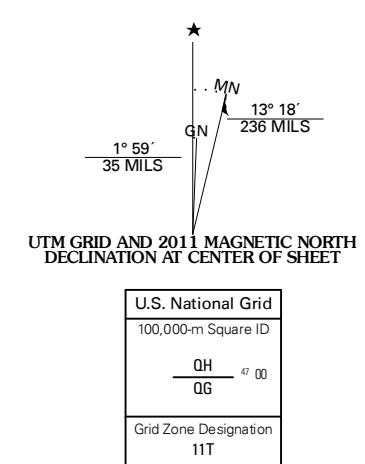 ★
MN
13° 18´
236 MILS
GN
1° 59´
35 MILS
UTM GRID AND 2011 MAGNETIC NORTH
DECLINATION AT CENTER OF SHEET
U.S. National Grid
100,000-m Square ID
QH
47 00
QG
Grid Zone Designation
11T